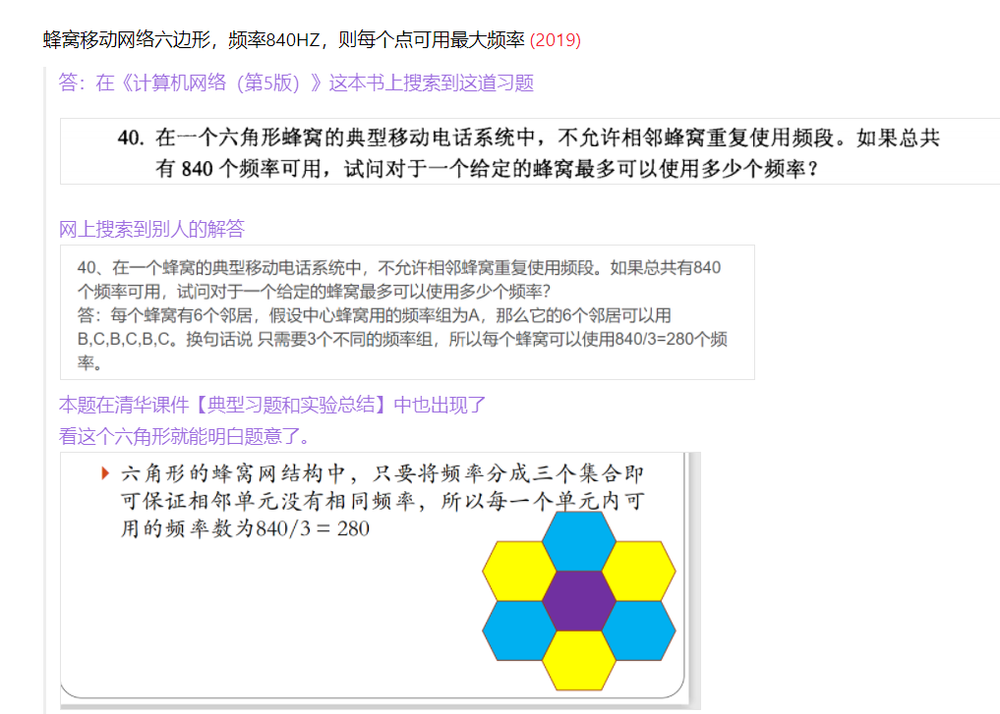 蜂窝移动网络六边形，频率840HZ，则每个点可用最大频率 (2019)
答：在《计算机网络（第5版）》这本书上搜索到这道习题
40. 在一个六角形蜂窝的典型移动电话系统中，不允许相邻蜂窝重复使用频段。如果总共
有 840 个频率可用，试问对于一个给定的蜂窝最多可以使用多少个频率？
网上搜索到别人的解答
40、在一个蜂窝的典型移动电话系统中，不允许相邻蜂窝重复使用频段。如果总共有840
个频率可用，试问对于一个给定的蜂窝最多可以使用多少个频率？
答：每个蜂窝有6个邻居，假设中心蜂窝用的频率组为A，那么它的6个邻居可以用
B,C,B,C,B,C。换句话说 只需要3个不同的频率组，所以每个蜂窝可以使用840/3=280个频
率。
本题在清华课件【典型习题和实验总结】中也出现了
看这个六角形就能明白题意了。
六角形的蜂窝网结构中，只要将频率分成三个集合即
可保证相邻单元没有相同频率，所以每一个单元内可
用的频率数为840/3 = 280